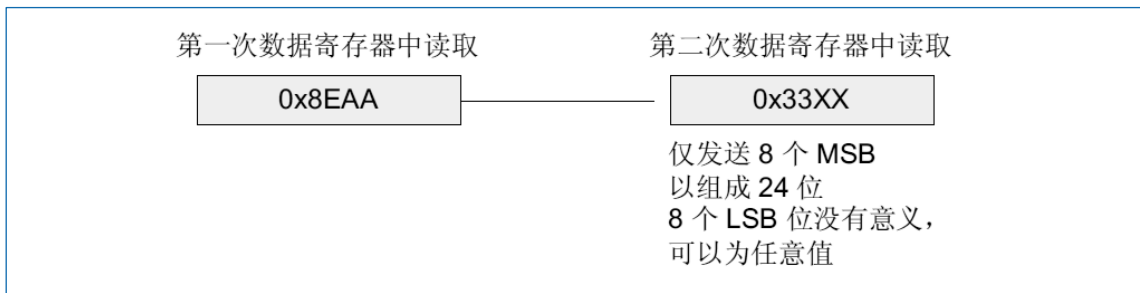 第一次数据寄存器中读取
第二次数据寄存器中读取
0x8EAA
0x33XX
仅发送 8 个 MSB
以组成 24 位
8 个 LSB 位没有意义，
可以为任意值